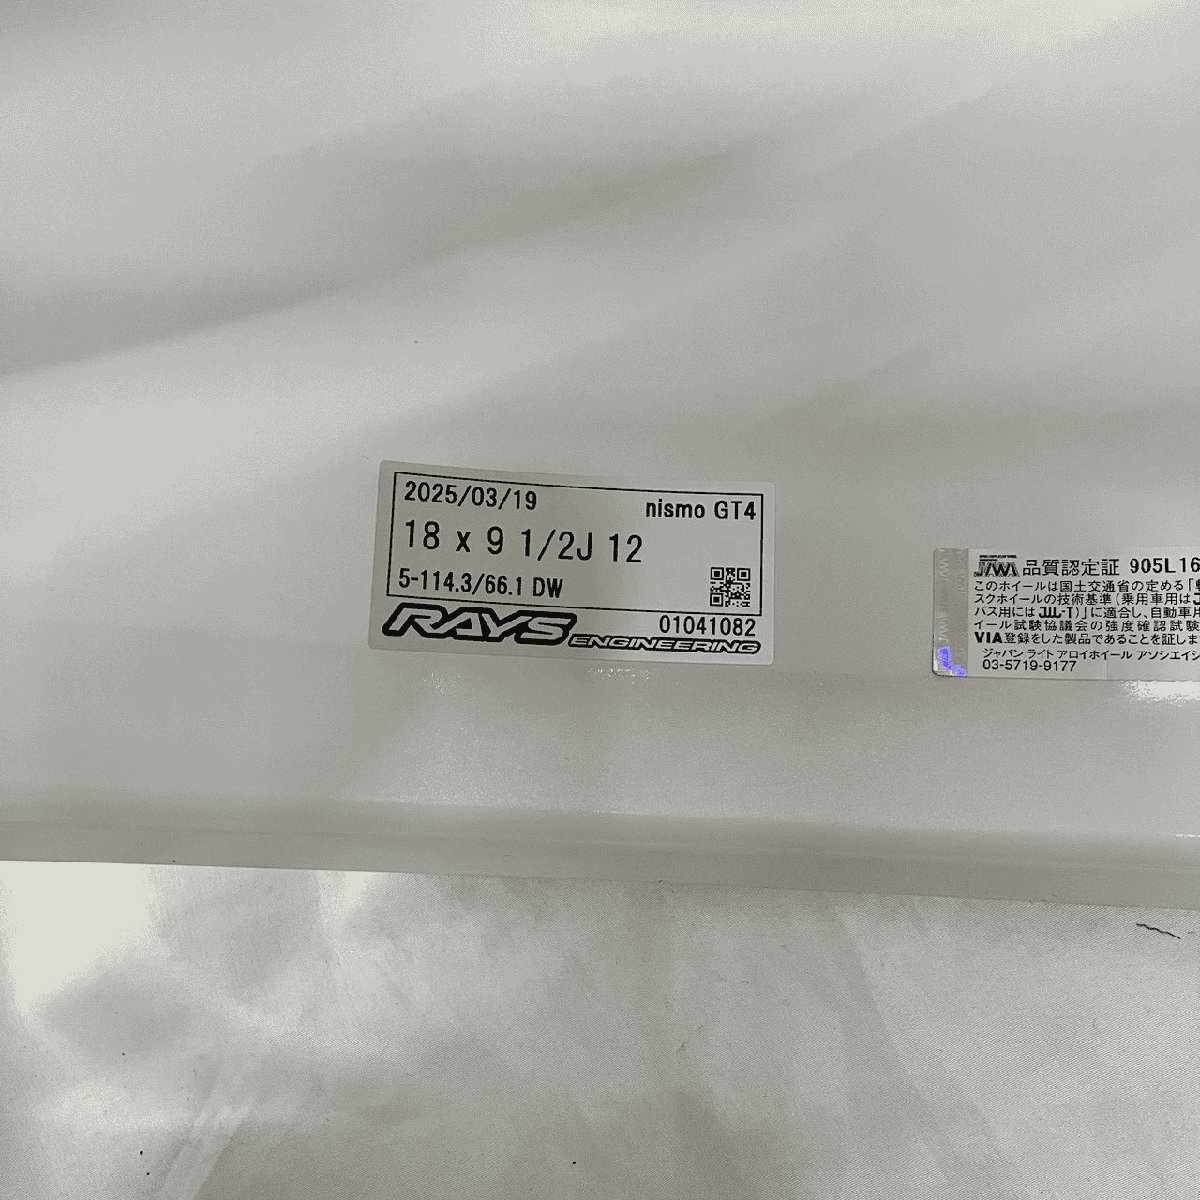 2025/03/19
nismo GT4
18 x 9 1/2J 12
5-114.3/66.1 DW
RAYS ENGINEERING
01041082
JWA 品質認定証 905L16
このホイールは国土交通省の定める「
スクホイールの技術基準(乗用車用は
バス用には JWL-T)」に適合し、自動車用
イール試験協議会の強度確認試験
VIA登録をした製品であることを証しま
ジャパン ライト アロイホイール アソシエイシ
03-5719-9177